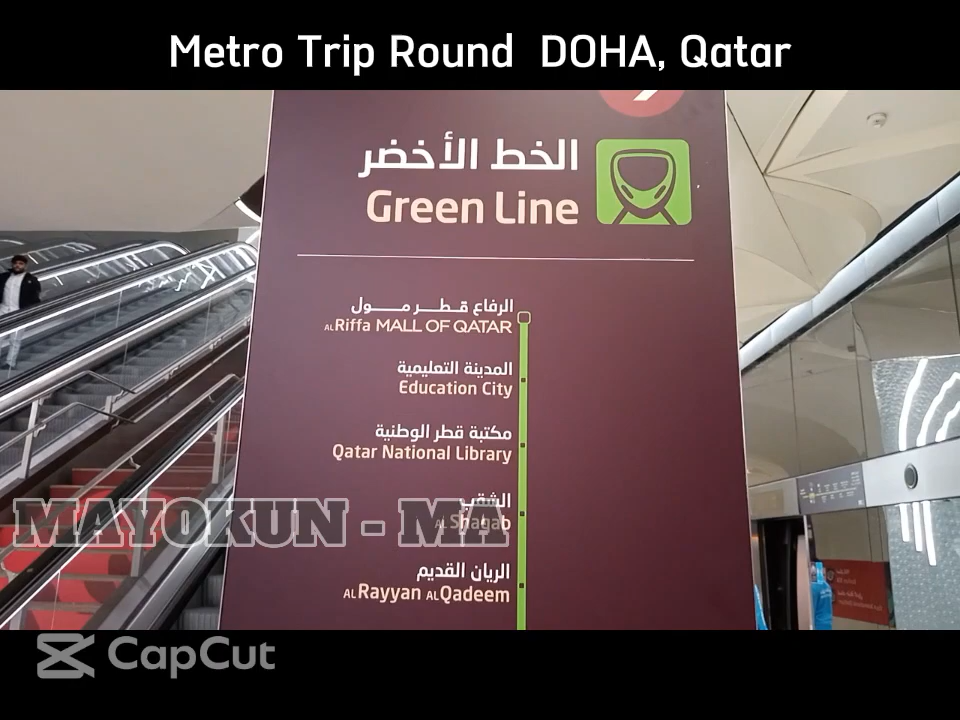 Metro Trip Round DOHA, Qatar
الخط الأخضر
Green Line
الرفاع قطر مول
AL Riffa MALL OF QATAR
المدينة التعليمية
Education City
مكتبة قطر الوطنية
Qatar National Library
الشقب
AL Shaqab
MAYOKUN - MA
الريان القديم
AL Rayyan AL Qadeem
CapCut